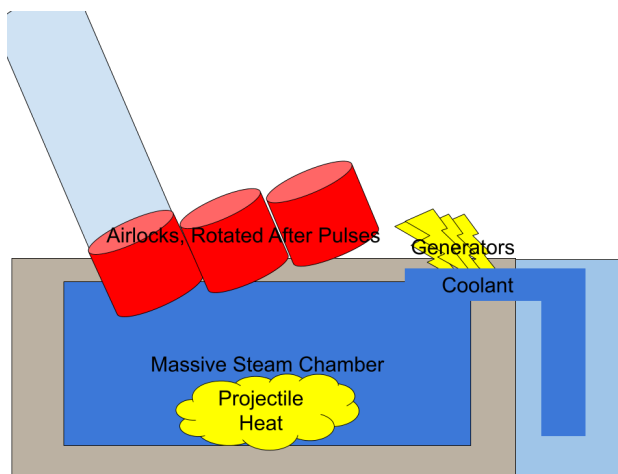 Airlocks, Rotated After Pulses
Generators
Coolant
Massive Steam Chamber
Projectile
Heat